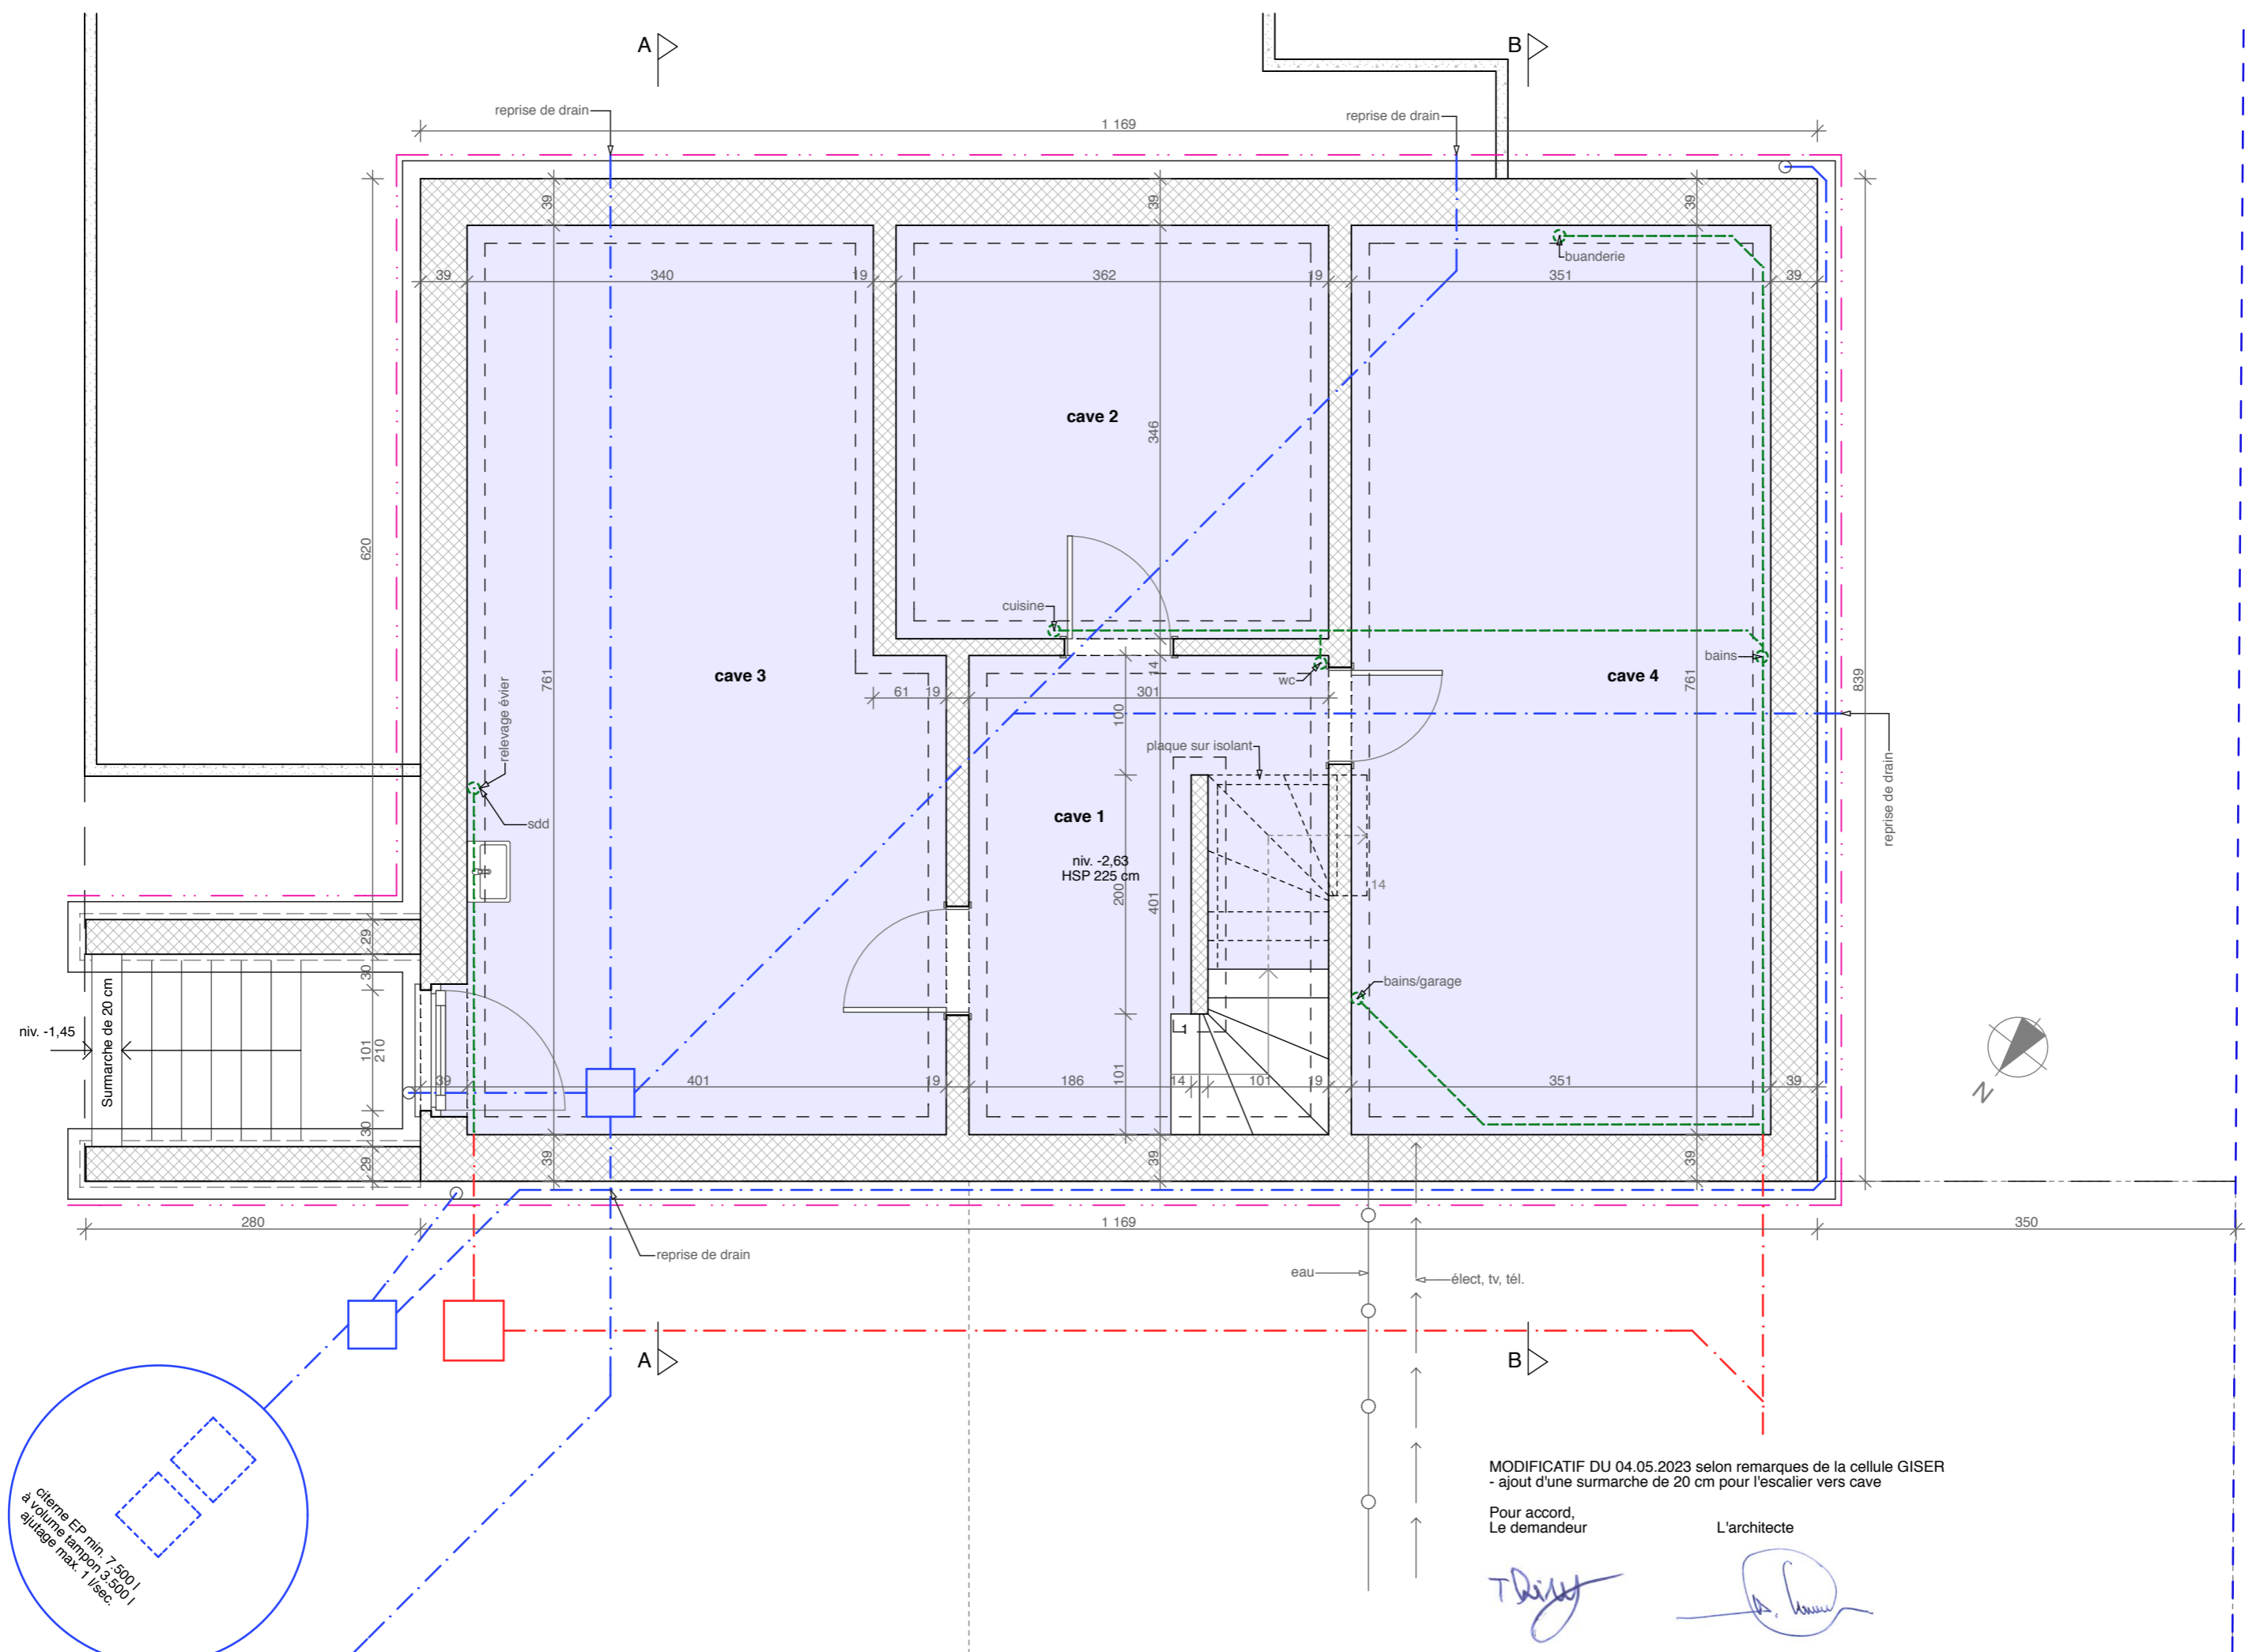 A
B
reprise de drain
reprise de drain
1 169
39
39
39
39
340
19
362
19
351
39
buanderie
620
cave 2
346
cuisine
bains
wc
cave 3
cave 4
761
761
839
relevage évier
61
19
301
14
100
plaque sur isolant
reprise de drain
sdd
cave 1
niv. -2,63
HSP 225 cm
200
401
14
29
30
bains/garage
niv. -1,45
Surmarche de 20 cm
101
210
1
N
39
401
19
186
14
101
19
351
39
101
30
29
39
39
39
280
1 169
350
reprise de drain
eau
élect, tv, tél.
A
B
citerne EP min. 7.500 l
à volume tampon 3.500 l
ajutage max. 1 l/sec.
MODIFICATIF DU 04.05.2023 selon remarques de la cellule GISER
- ajout d'une surmarche de 20 cm pour l'escalier vers cave
Pour accord,
Le demandeur
L'architecte